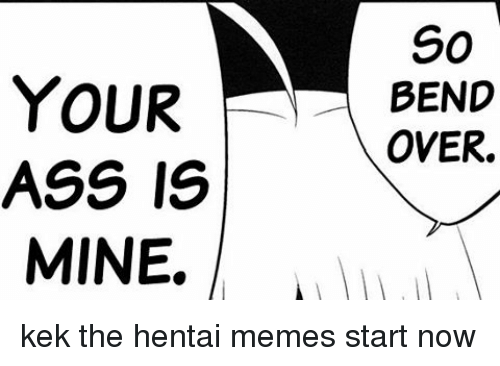 YOUR
ASS IS
MINE.
SO
BEND
OVER.
kek the hentai memes start now